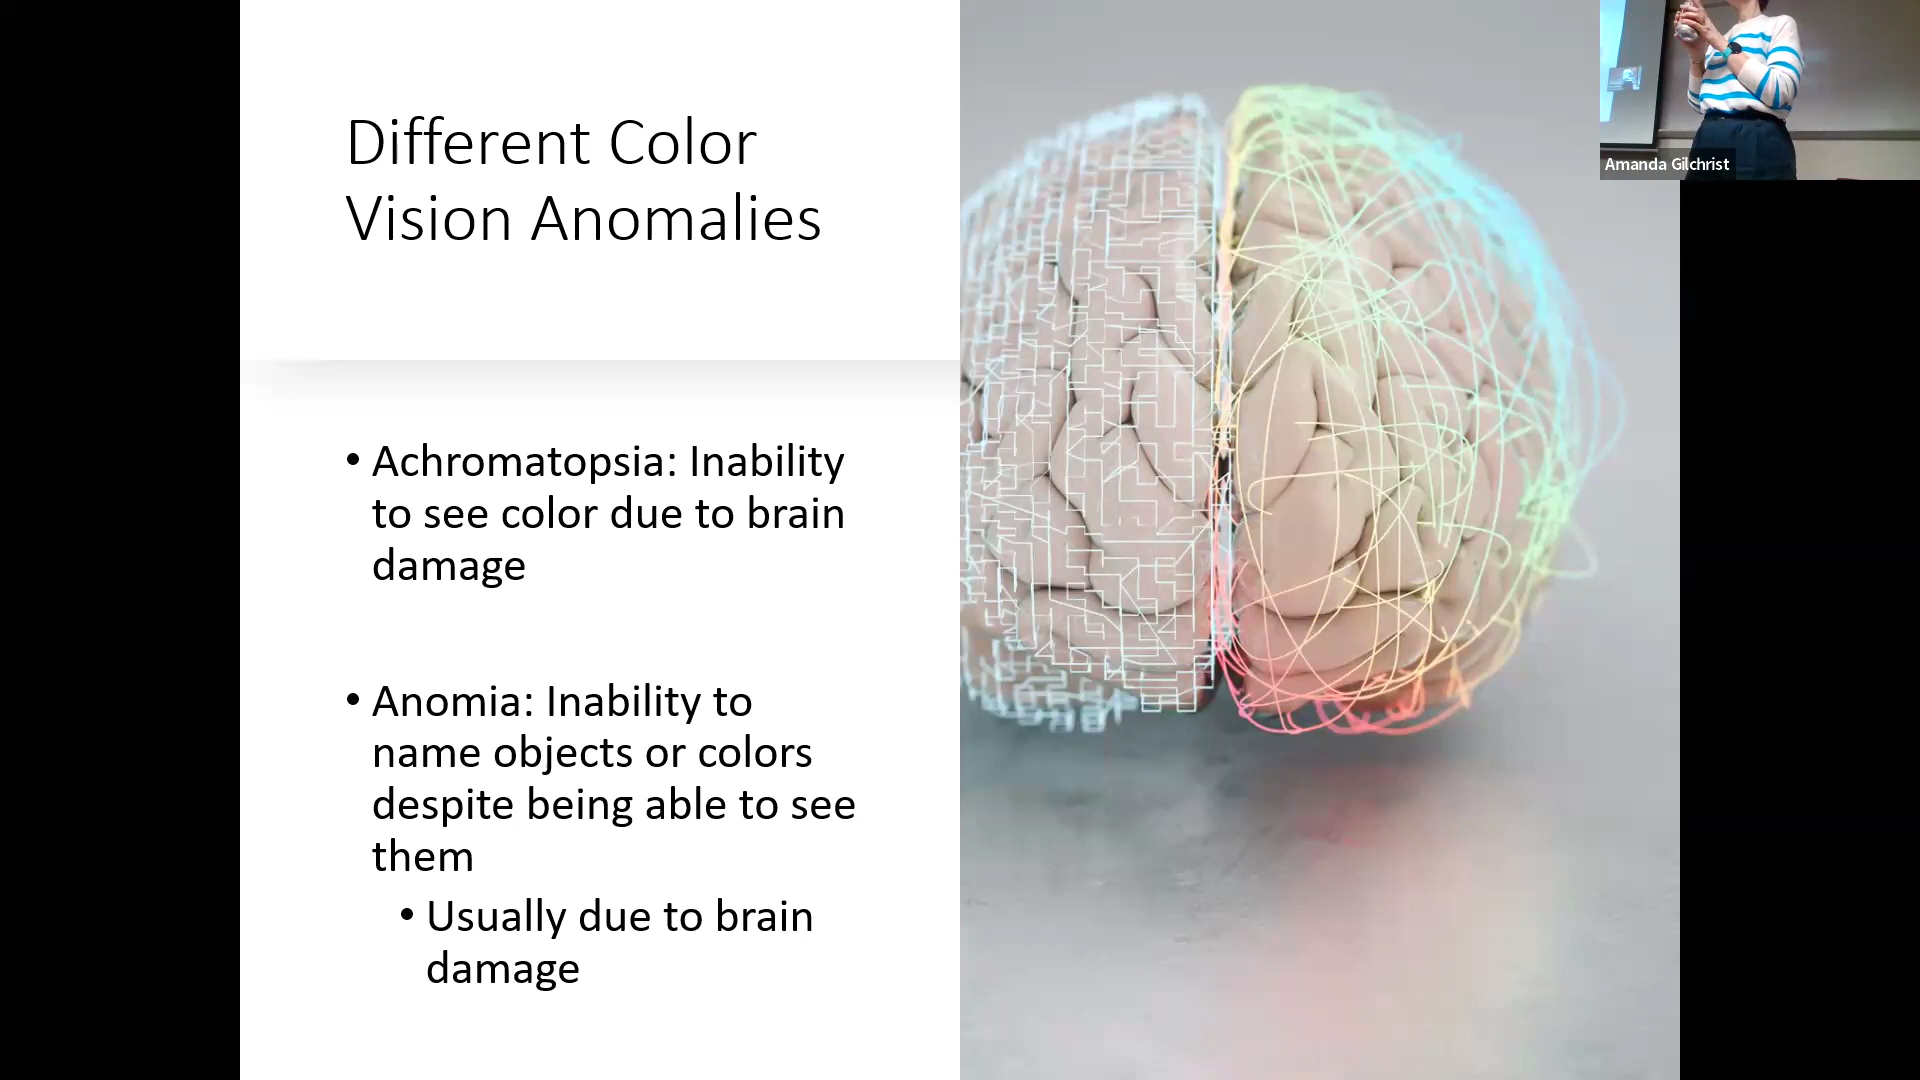 Different Color
Vision Anomalies
• Achromatopsia: Inability
to see color due to brain
damage
• Anomia: Inability to
name objects or colors
despite being able to see
them
• Usually due to brain
damage
Amanda Gilchrist